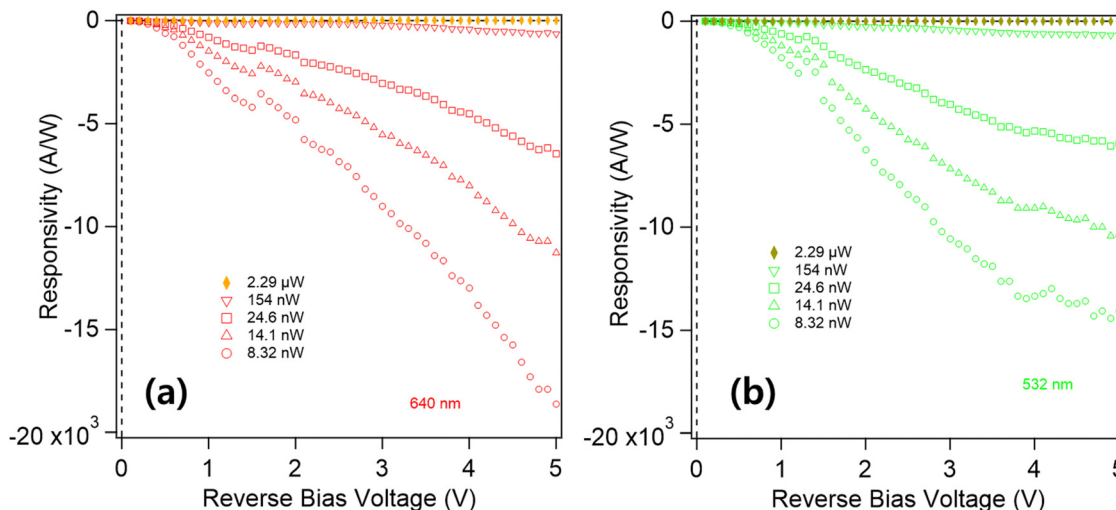 0
-5
-10
-15
-20 x10³
Responsivity (A/W)
2.29 µW
154 nW
24.6 nW
14.1 nW
8.32 nW
(a)
640 nm
0 1 2 3 4 5
Reverse Bias Voltage (V)
0
-5
-10
-15
-20 x10³
Responsivity (A/W)
2.29 µW
154 nW
24.6 nW
14.1 nW
8.32 nW
(b)
532 nm
0 1 2 3 4 5
Reverse Bias Voltage (V)